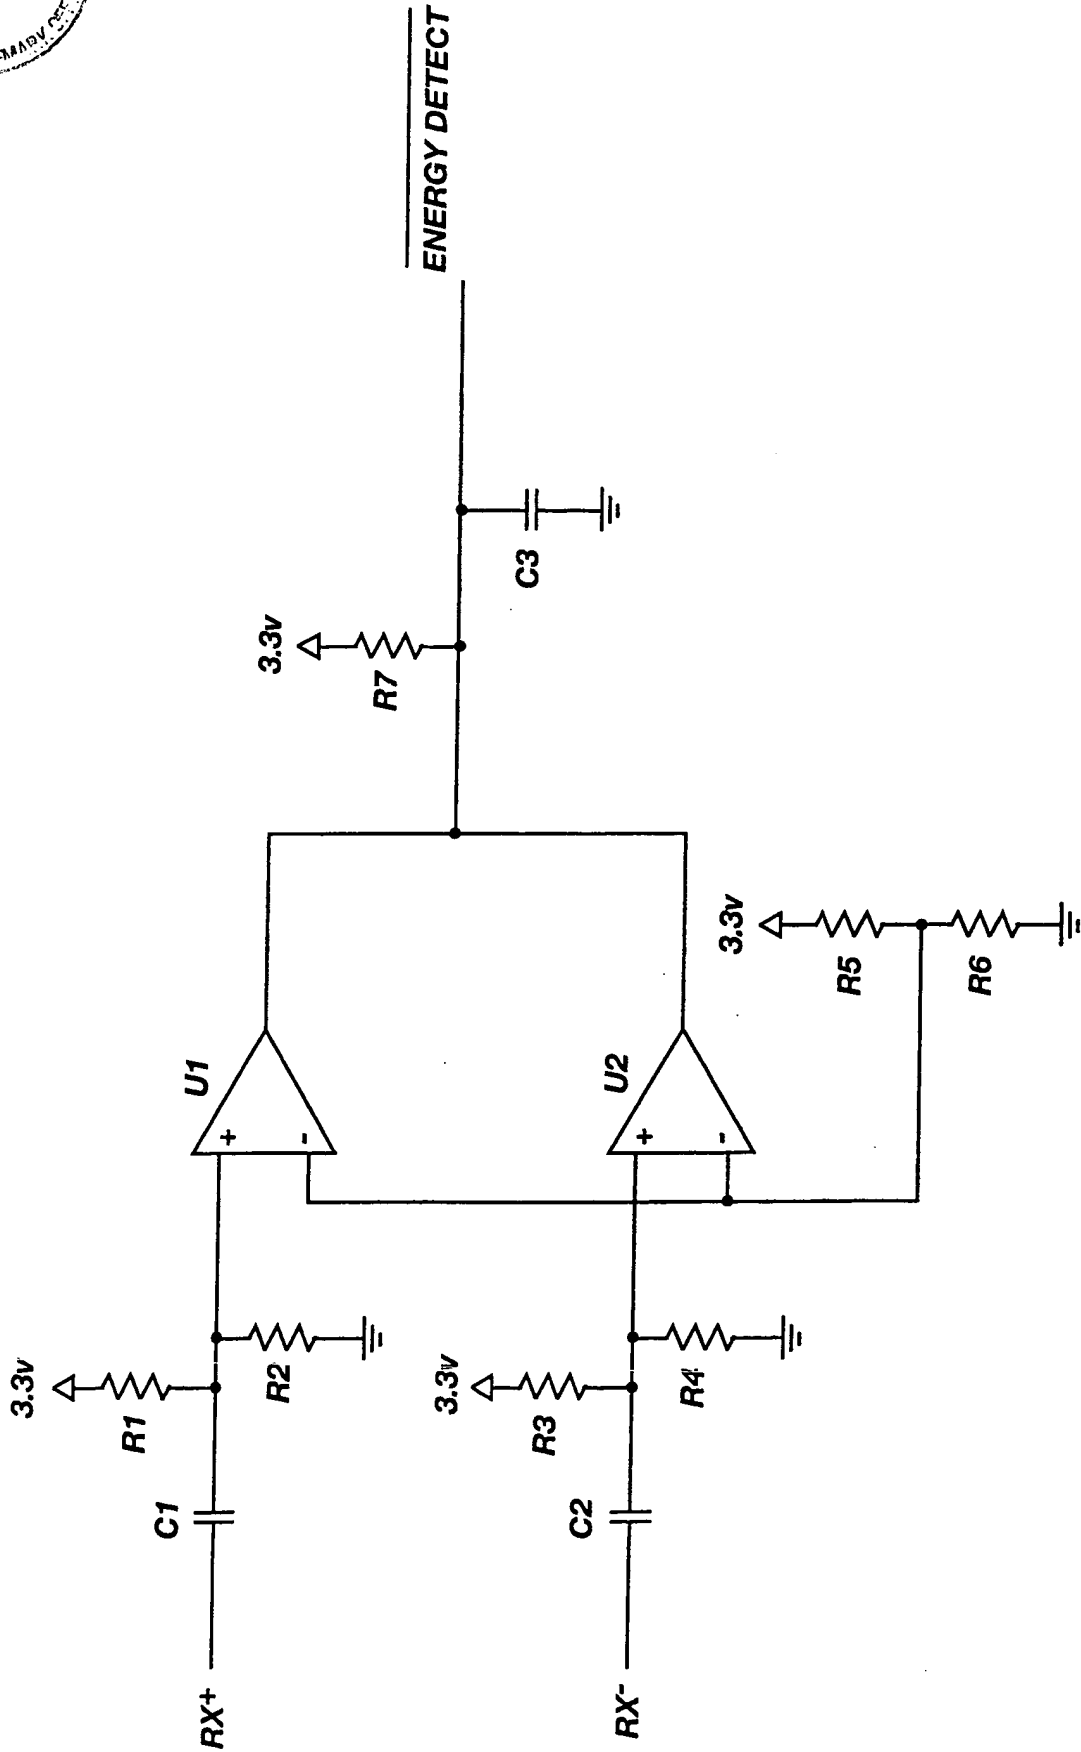 ENERGY DETECT
3.3v
R7
C3
U1
+
-
U2
+
-
3.3v
R5
R6
3.3v
R1
R2
C1
RX+
3.3v
R3
R4
C2
RX-